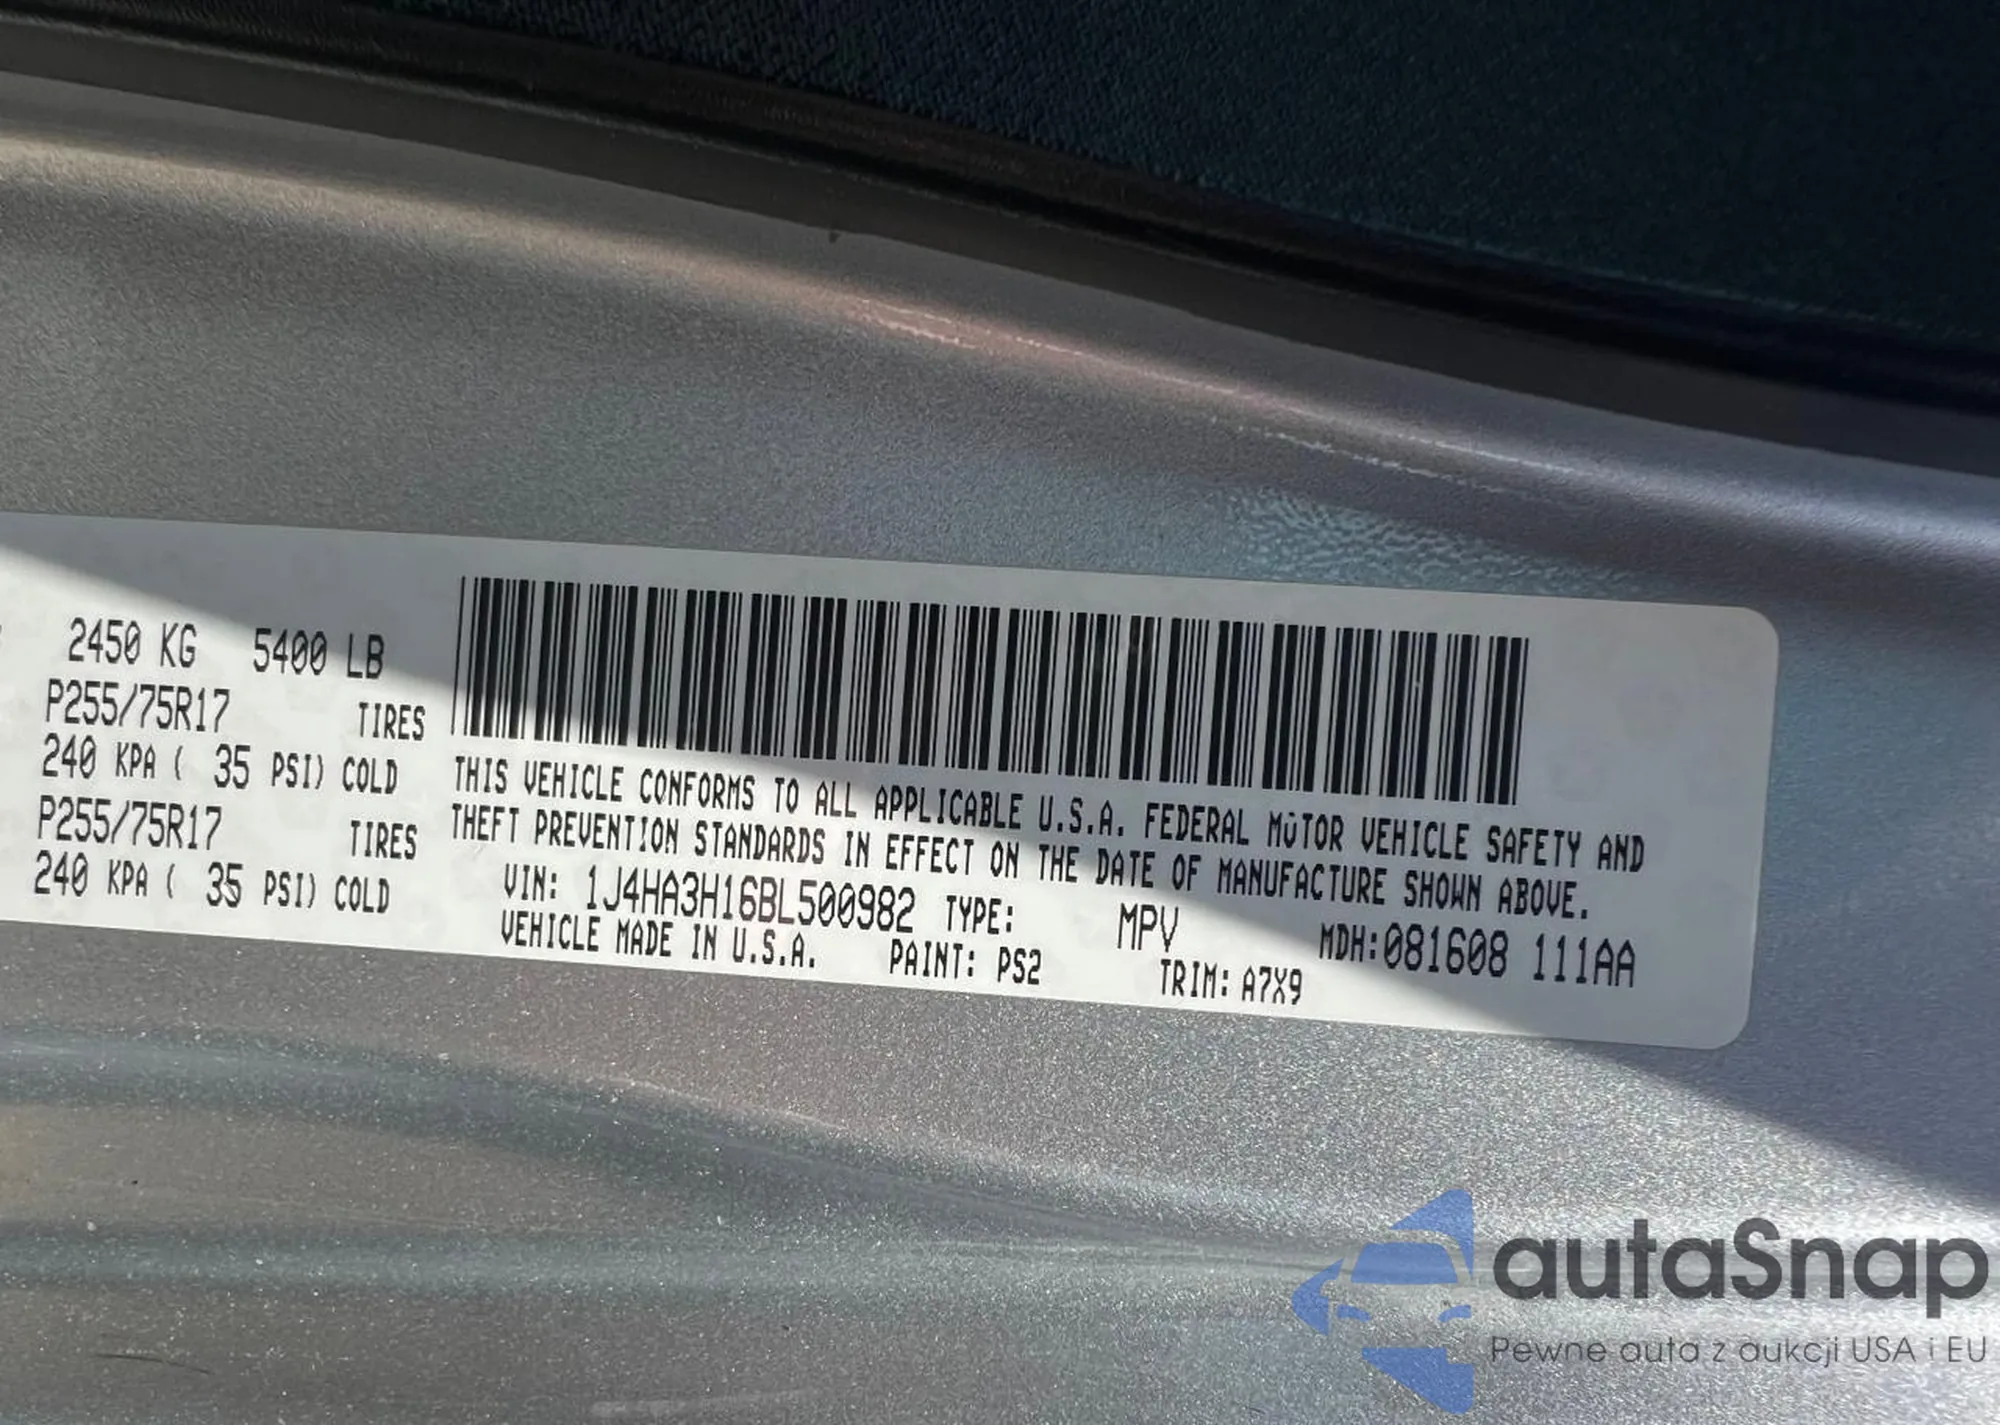 2450 KG 5400 LB
P255/75R17 TIRES
240 KPA ( 35 PSI) COLD
P255/75R17 TIRES
240 KPA ( 35 PSI) COLD
THIS VEHICLE CONFORMS TO ALL APPLICABLE U.S.A. FEDERAL MOTOR VEHICLE SAFETY AND
THEFT PREVENTION STANDARDS IN EFFECT ON THE DATE OF MANUFACTURE SHOWN ABOVE.
VIN: 1J4HA3H16BL500982 TYPE: MPV MDH:081608 111AA
VEHICLE MADE IN U.S.A. PAINT: PS2 TRIM: A7X9
autaSnap
Pewne auta z aukcji USA i EU